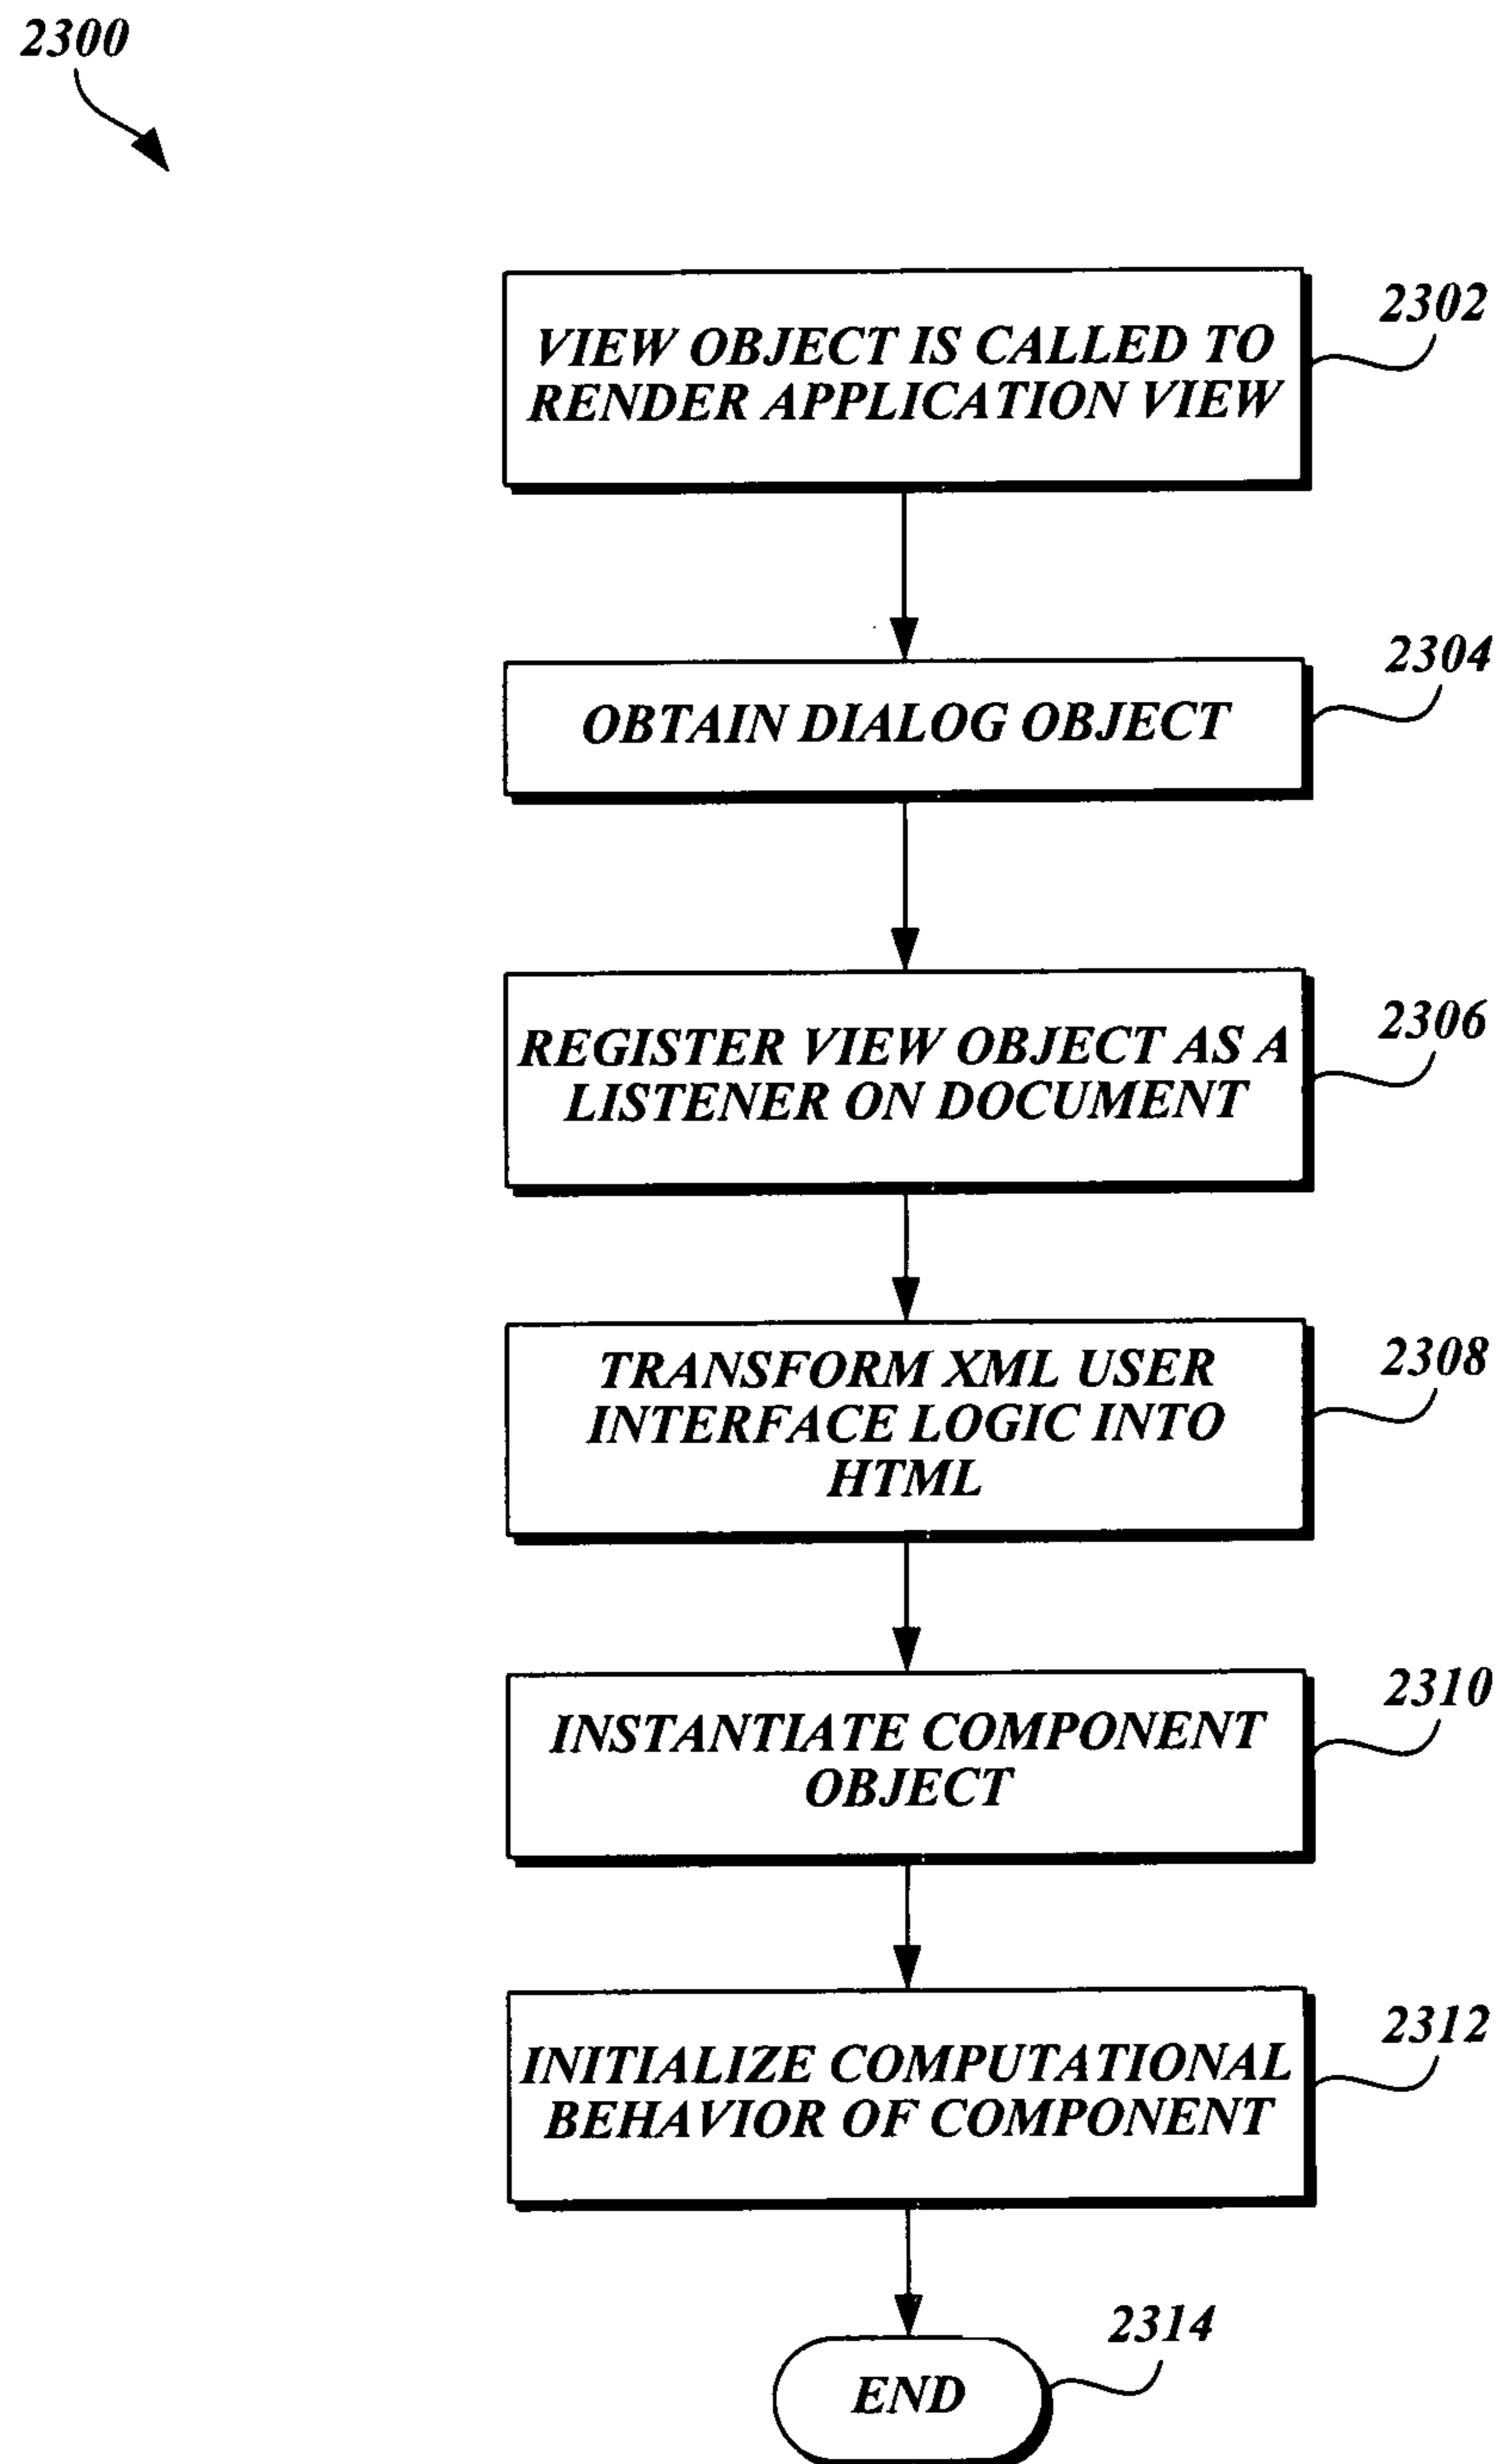 2300
2302
VIEW OBJECT IS CALLED TO
RENDER APPLICATION VIEW
2304
OBTAIN DIALOG OBJECT
2306
REGISTER VIEW OBJECT AS A
LISTENER ON DOCUMENT
2308
TRANSFORM XML USER
INTERFACE LOGIC INTO
HTML
2310
INSTANTIATE COMPONENT
OBJECT
2312
INITIALIZE COMPUTATIONAL
BEHAVIOR OF COMPONENT
2314
END